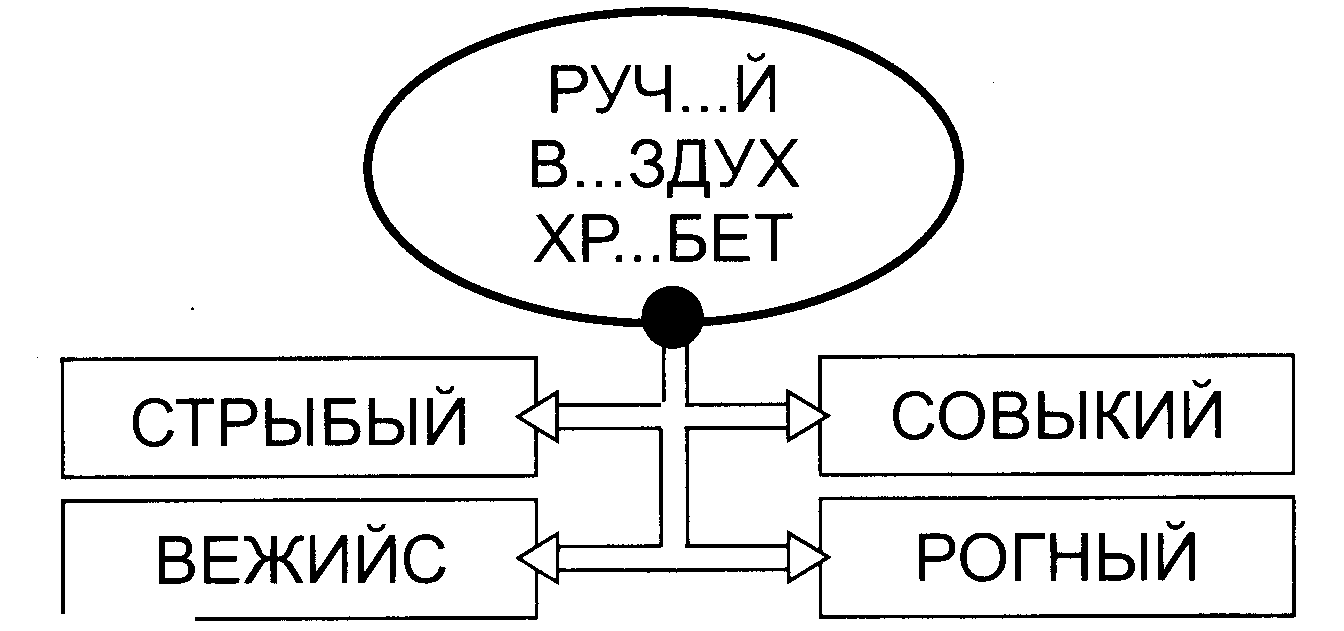 РУЧ...Й
В...ЗДУХ
ХР...БЕТ
СТРЫБЫЙ
СОВЫКИЙ
ВЕЖИЙС
РОГНЫЙ